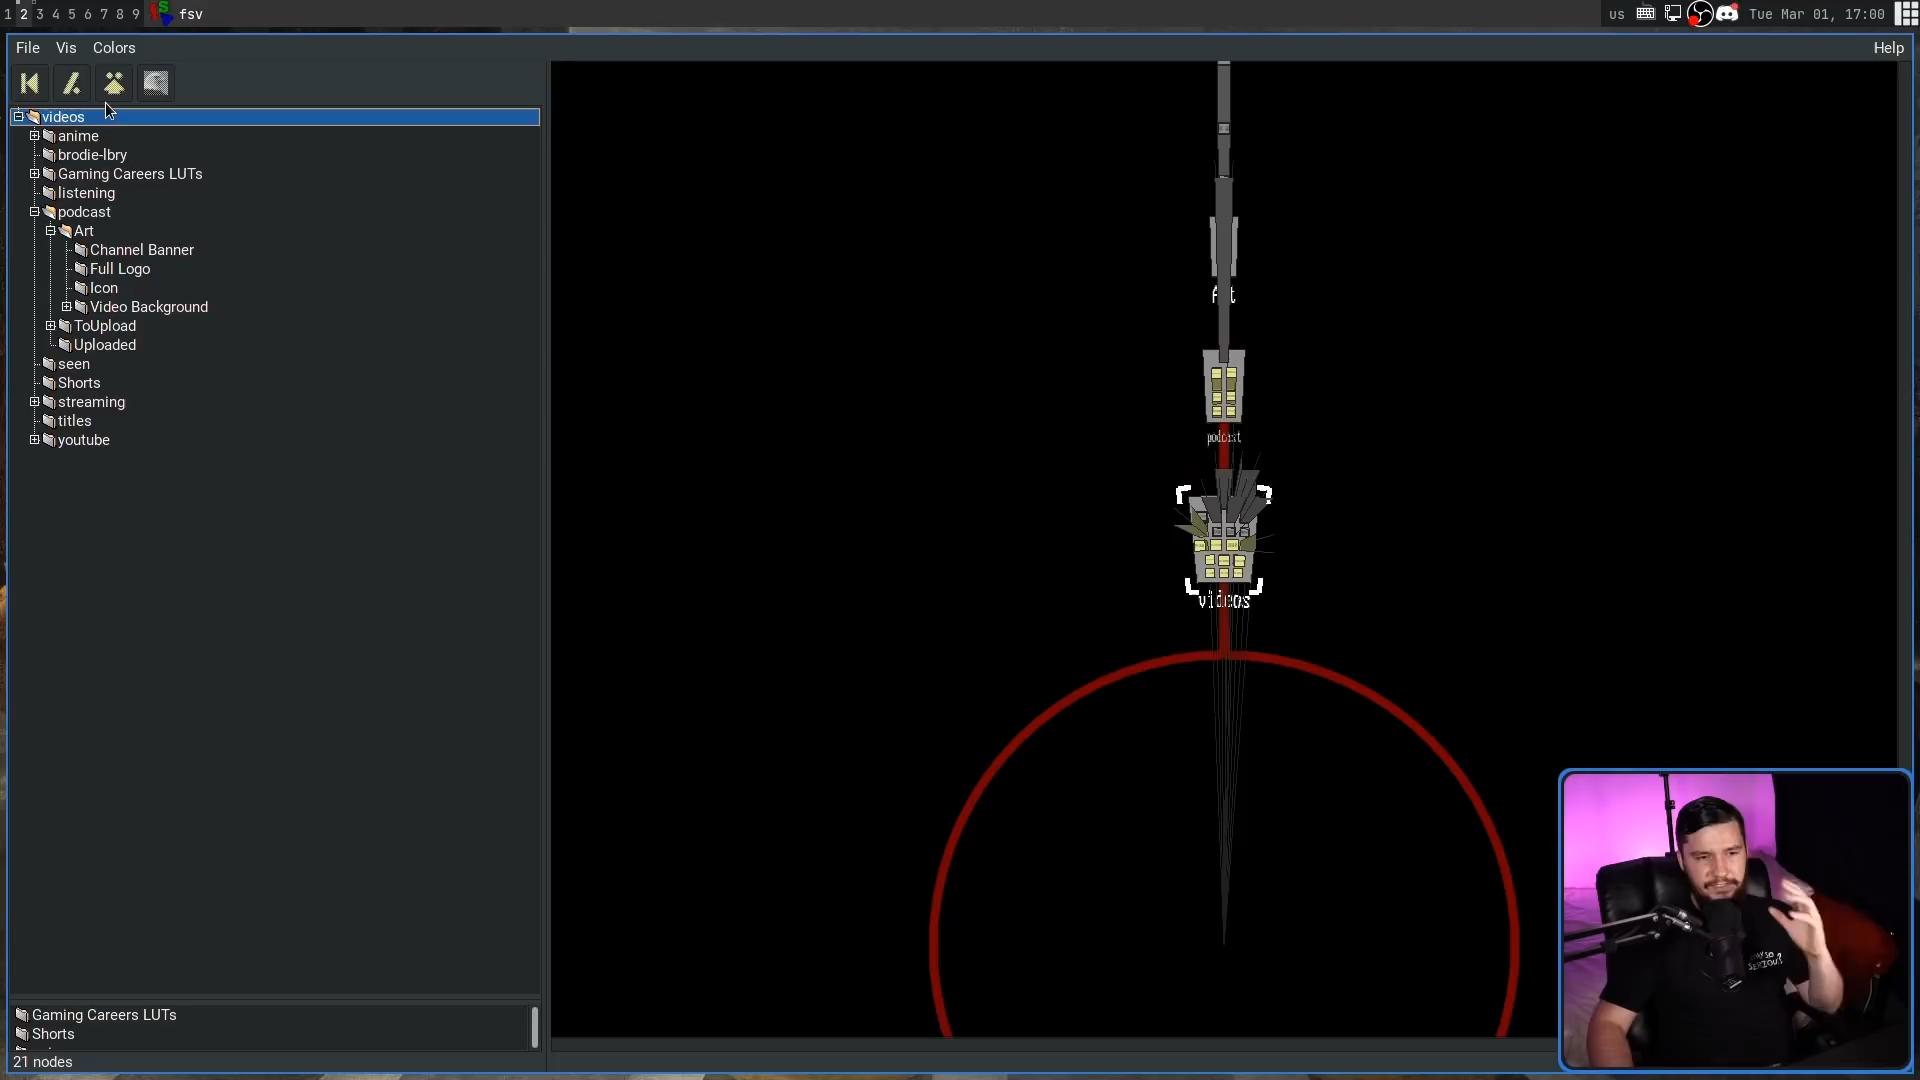 1 2 3 4 5 6 7 8 9 fsv
us Tue Mar 01, 17:00
File Vis Colors Help
videos
anime
brodie-lbry
Gaming Careers LUTs
listening
podcast
Art
Channel Banner
Full Logo
Icon
Video Background
ToUpload
Uploaded
seen
Shorts
streaming
titles
youtube
podcast
videos
SERIOUS?
Gaming Careers LUTs
Shorts
21 nodes